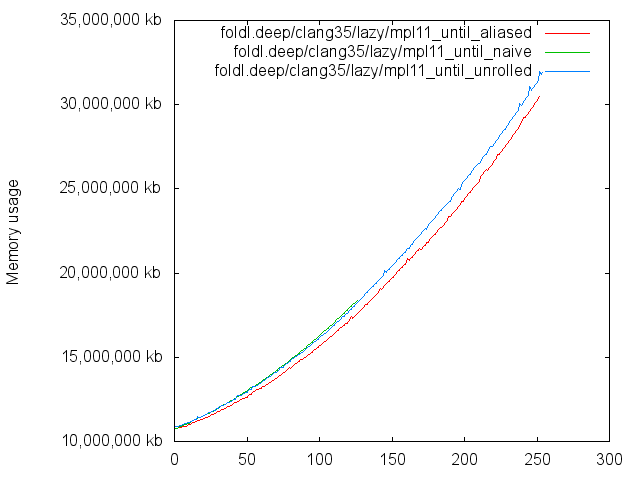 35,000,000 kb
foldl.deep/clang35/lazy/mpl11_until_aliased
foldl.deep/clang35/lazy/mpl11_until_naive
foldl.deep/clang35/lazy/mpl11_until_unrolled
30,000,000 kb
25,000,000 kb
Memory usage
20,000,000 kb
15,000,000 kb
10,000,000 kb
0 50 100 150 200 250 300